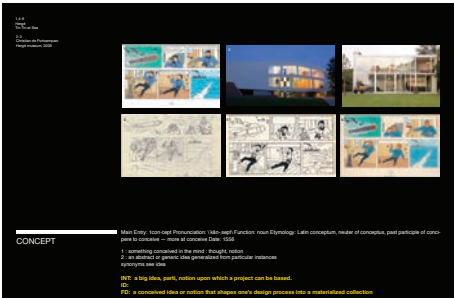 1,4-6
Hergé
Tin Tin at Sea
2-3
Christian de Portzamparc
Hergé museum, 2009
CONCEPT
Main Entry: 1con·cept Pronunciation: \ˈkän-ˌsept\ Function: noun Etymology: Latin conceptum, neuter of conceptus, past participle of conci-
pere to conceive — more at conceive Date: 1556
1 : something conceived in the mind : thought, notion
2 : an abstract or generic idea generalized from particular instances
synonyms see idea
INT: a big idea, parti, notion upon which a project can be based.
ID:
FD: a conceived idea or notion that shapes one's design process into a materialized collection